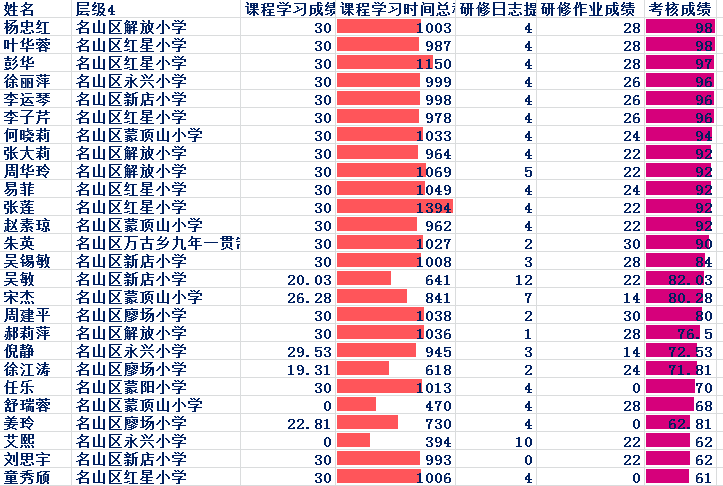 姓名 层级4 课程学习成绩 课程学习时间总和 研修日志提 研修作业成绩 考核成绩
杨忠红 名山区解放小学 30 1003 4 28 98
叶华蓉 名山区红星小学 30 987 4 28 98
彭华 名山区红星小学 30 1150 4 28 97
徐丽萍 名山区永兴小学 30 999 4 26 96
李运琴 名山区新店小学 30 998 4 26 96
李子芹 名山区红星小学 30 978 4 26 96
何晓莉 名山区蒙顶山小学 30 1033 4 24 94
张大莉 名山区解放小学 30 964 4 22 92
周华玲 名山区解放小学 30 1069 5 22 92
易菲 名山区红星小学 30 1049 4 24 92
张莲 名山区红星小学 30 1394 4 22 92
赵素琼 名山区蒙顶山小学 30 962 4 22 92
朱英 名山区万古乡九年一贯制 30 1027 2 30 90
吴锡敏 名山区新店小学 30 1008 3 28 84
吴敏 名山区新店小学 20.03 641 12 22 82.03
宋杰 名山区蒙顶山小学 26.28 841 7 14 80.28
周建平 名山区廖场小学 30 1038 2 30 80
郝莉萍 名山区解放小学 30 1036 1 28 76.5
倪静 名山区永兴小学 29.53 945 3 14 72.53
徐江涛 名山区廖场小学 19.31 618 2 24 71.81
任乐 名山区蒙阳小学 30 1013 4 0 70
舒瑞蓉 名山区蒙顶山小学 0 470 4 28 68
姜玲 名山区廖场小学 22.81 730 4 0 62.81
艾熙 名山区永兴小学 0 394 10 22 62
刘思宇 名山区新店小学 30 993 0 22 62
童秀颀 名山区红星小学 30 1006 4 0 61